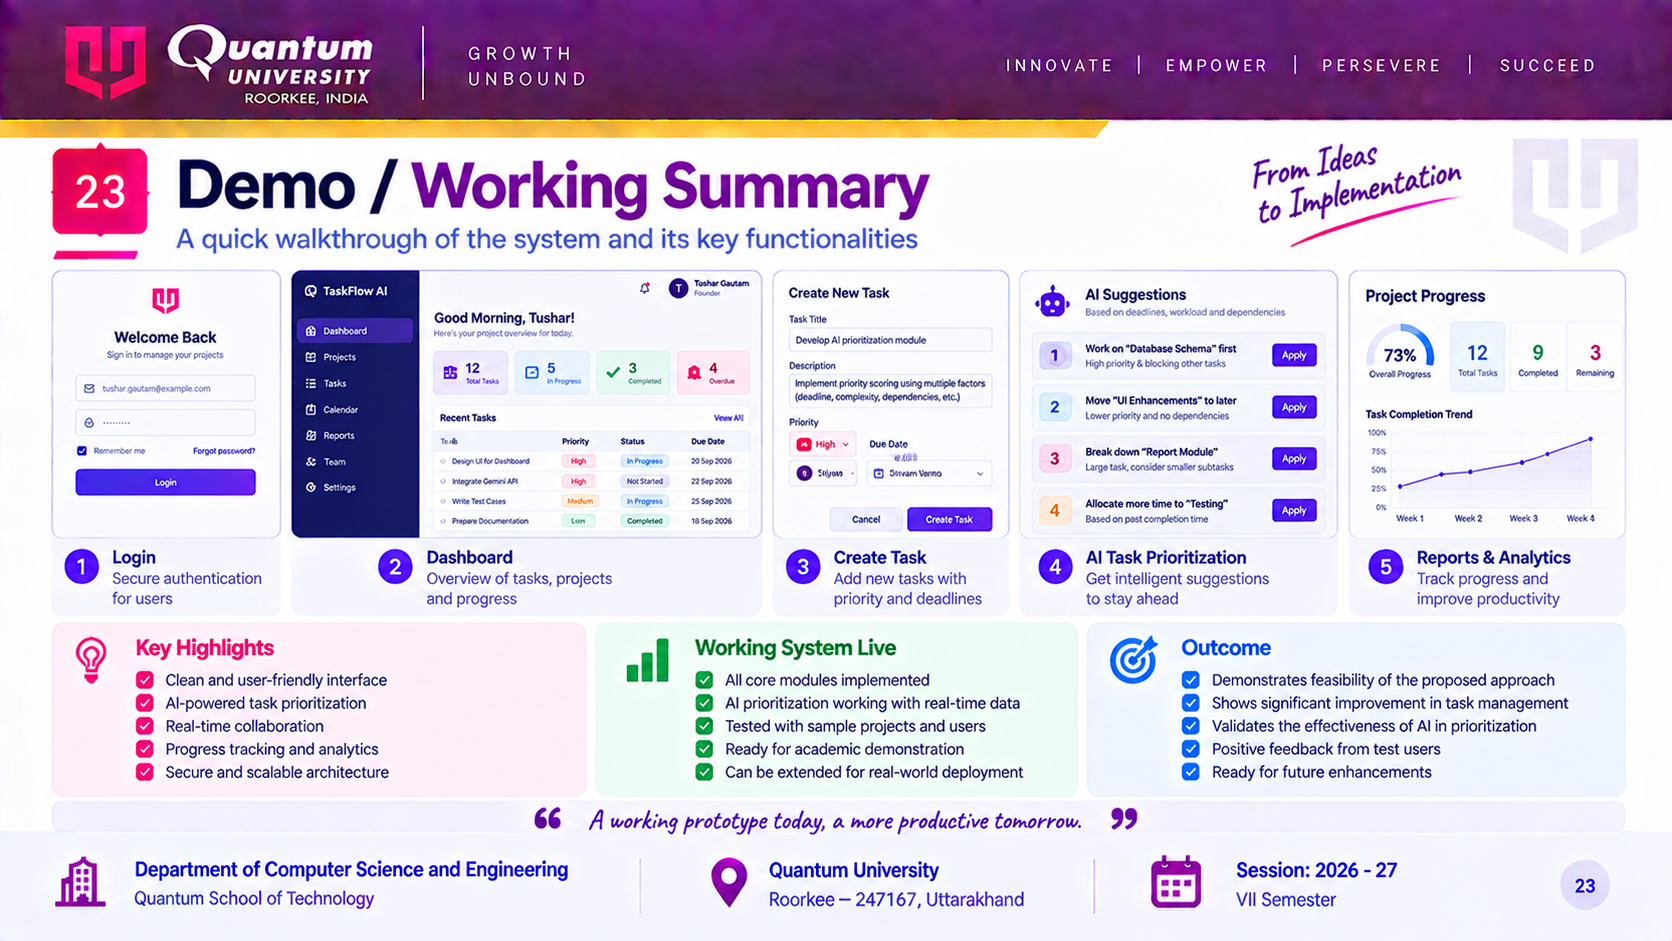 Quantum
UNIVERSITY
ROORKEE, INDIA
GROWTH
UNBOUND
INNOVATE | EMPOWER | PERSEVERE | SUCCEED
23
Demo / Working Summary
A quick walkthrough of the system and its key functionalities
From Ideas
to Implementation
Welcome Back
Sign in to manage your projects
tushar.gautam@example.com
Remember me
Forgot password?
Login
1
Login
Secure authentication
for users
TaskFlow AI
Dashboard
Projects
Tasks
Calendar
Reports
Team
Settings
T
Tushar Gautam
Founder
Good Morning, Tushar!
Here's your project overview for today.
12
Total Tasks
5
In Progress
3
Completed
4
Overdue
Recent Tasks
View All
Priority Status Due Date
Design UI for Dashboard High In Progress 20 Sep 2026
Integrate Gemini API High Not Started 22 Sep 2026
Write Test Cases Medium In Progress 25 Sep 2026
Prepare Documentation Low Completed 18 Sep 2026
2
Dashboard
Overview of tasks, projects
and progress
Create New Task
Task Title
Develop AI prioritization module
Description
Implement priority scoring using multiple factors
(deadline, complexity, dependencies, etc.)
Priority
High
Due Date
Cancel
Create Task
3
Create Task
Add new tasks with
priority and deadlines
AI Suggestions
Based on deadlines, workload and dependencies
1
Work on "Database Schema" first
High priority & blocking other tasks
Apply
2
Move "UI Enhancements" to later
Lower priority and no dependencies
Apply
3
Break down "Report Module"
Large task, consider smaller subtasks
Apply
4
Allocate more time to "Testing"
Based on past completion time
Apply
4
AI Task Prioritization
Get intelligent suggestions
to stay ahead
Project Progress
73%
Overall Progress
12
Total Tasks
9
Completed
3
Remaining
Task Completion Trend
100%
75%
50%
25%
0%
Week 1 Week 2 Week 3 Week 4
5
Reports & Analytics
Track progress and
improve productivity
Key Highlights
Clean and user-friendly interface
AI-powered task prioritization
Real-time collaboration
Progress tracking and analytics
Secure and scalable architecture
Working System Live
All core modules implemented
AI prioritization working with real-time data
Tested with sample projects and users
Ready for academic demonstration
Can be extended for real-world deployment
Outcome
Demonstrates feasibility of the proposed approach
Shows significant improvement in task management
Validates the effectiveness of AI in prioritization
Positive feedback from test users
Ready for future enhancements
“ A working prototype today, a more productive tomorrow. ”
Department of Computer Science and Engineering
Quantum School of Technology
Quantum University
Roorkee – 247167, Uttarakhand
Session: 2026 - 27
VII Semester
23